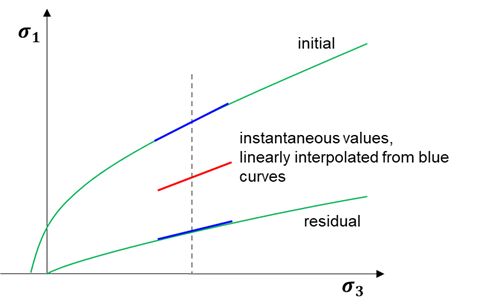 σ₁
initial
instantaneous values,
linearly interpolated from blue
curves
residual
σ₃